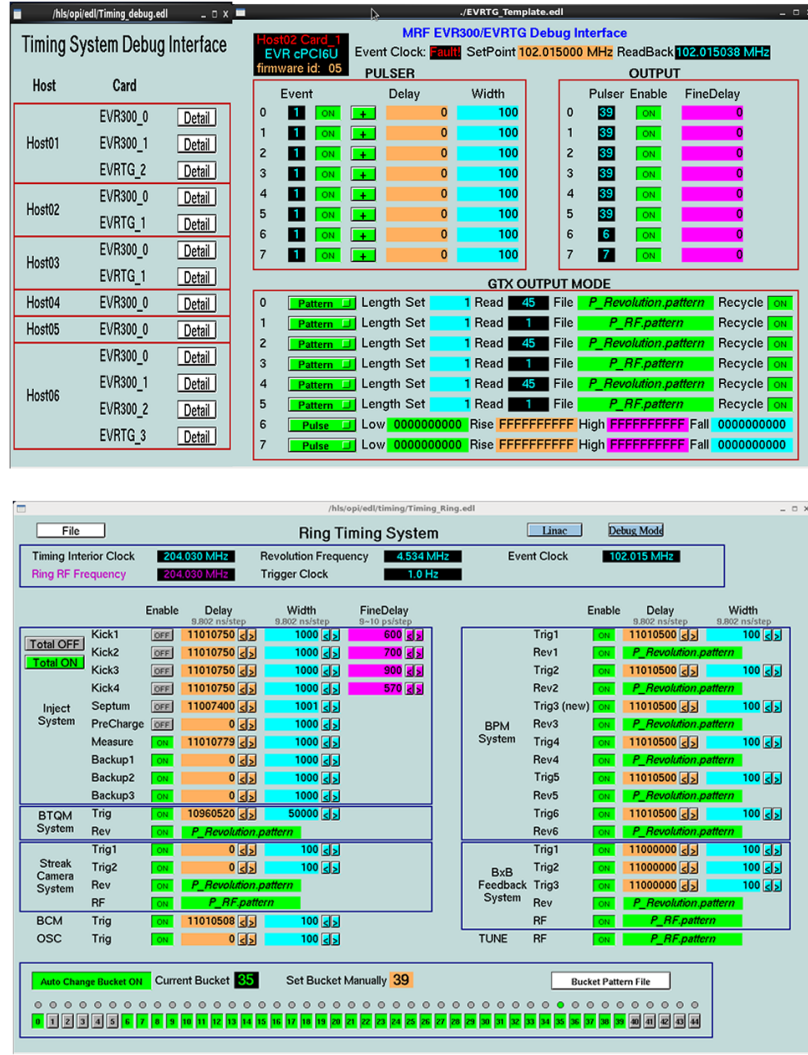 /hls/opi/edl/Timing_debug.edl
Timing System Debug Interface
Host Card
EVR300_0 Detail
Host01 EVR300_1 Detail
EVRTG_2 Detail
EVR300_0 Detail
Host02
EVRTG_1 Detail
EVR300_0 Detail
Host03
EVRTG_1 Detail
Host04 EVR300_0 Detail
Host05 EVR300_0 Detail
EVR300_0 Detail
Host06 EVR300_1 Detail
EVR300_2 Detail
EVRTG_3 Detail
./EVRTG_Template.edl
MRF EVR300/EVRTG Debug Interface
Host02 Card_1
EVR cPCI6U
firmware id: 05
Event Clock: Fault! SetPoint 102.015000 MHz ReadBack 102.015038 MHz
PULSER
Event Delay Width
0 1 ON + 0 100
1 1 ON + 0 100
2 1 ON + 0 100
3 1 ON + 0 100
4 1 ON + 0 100
5 1 ON + 0 100
6 1 ON + 0 100
7 1 ON + 0 100
OUTPUT
Pulser Enable FineDelay
0 39 ON 0
1 39 ON 0
2 39 ON 0
3 39 ON 0
4 39 ON 0
5 39 ON 0
6 6 ON 0
7 7 ON 0
GTX OUTPUT MODE
0 Pattern Length Set 1 Read 45 File P_Revolution.pattern Recycle ON
1 Pattern Length Set 1 Read 1 File P_RF.pattern Recycle ON
2 Pattern Length Set 1 Read 45 File P_Revolution.pattern Recycle ON
3 Pattern Length Set 1 Read 1 File P_RF.pattern Recycle ON
4 Pattern Length Set 1 Read 45 File P_Revolution.pattern Recycle ON
5 Pattern Length Set 1 Read 1 File P_RF.pattern Recycle ON
6 Pulse Low 0000000000 Rise FFFFFFFFFF High FFFFFFFFFF Fall 0000000000
7 Pulse Low 0000000000 Rise FFFFFFFFFF High FFFFFFFFFF Fall 0000000000
/hls/opi/edl/timing/Timing_Ring.edl
File Ring Timing System Linac Debug Mode
Timing Interior Clock 204.030 MHz Revolution Frequency 4.534 MHz Event Clock 102.015 MHz
Ring RF Frequency 204.030 MHz Trigger Clock 1.0 Hz
Enable Delay Width FineDelay
9.802 ns/step 9.802 ns/step 9~10 ps/step
Total OFF
Total ON
Inject System
Kick1 OFF 11010750 1000 600
Kick2 OFF 11010750 1000 700
Kick3 OFF 11010750 1000 900
Kick4 OFF 11010750 1000 570
Septum OFF 11007400 1001
PreCharge OFF 0 1000
Measure ON 11010779 1000
Backup1 ON 0 1000
Backup2 ON 0 1000
Backup3 ON 0 1000
BTQM System
Trig ON 10960520 50000
Rev ON P_Revolution.pattern
Streak Camera System
Trig1 ON 0 100
Trig2 ON 0 100
Rev ON P_Revolution.pattern
RF ON P_RF.pattern
BCM Trig ON 11010508 100
OSC Trig ON 0 100
Enable Delay Width
9.802 ns/step 9.802 ns/step
BPM System
Trig1 ON 11010500 100
Rev1 ON P_Revolution.pattern
Trig2 ON 11010500 100
Rev2 ON P_Revolution.pattern
Trig3 (new) ON 11010500 100
Rev3 ON P_Revolution.pattern
Trig4 ON 11010500 100
Rev4 ON P_Revolution.pattern
Trig5 ON 11010500 100
Rev5 ON P_Revolution.pattern
Trig6 ON 11010500 100
Rev6 ON P_Revolution.pattern
BxB Feedback System
Trig1 ON 11000000 100
Trig2 ON 11000000 100
Trig3 ON 11000000 100
Rev ON P_Revolution.pattern
RF ON P_RF.pattern
TUNE RF ON P_RF.pattern
Auto Change Bucket ON Current Bucket 35 Set Bucket Manually 39 Bucket Pattern File
0 1 2 3 4 5 6 7 8 9 10 11 12 13 14 15 16 17 18 19 20 21 22 23 24 25 26 27 28 29 30 31 32 33 34 35 36 37 38 39 40 41 42 43 44